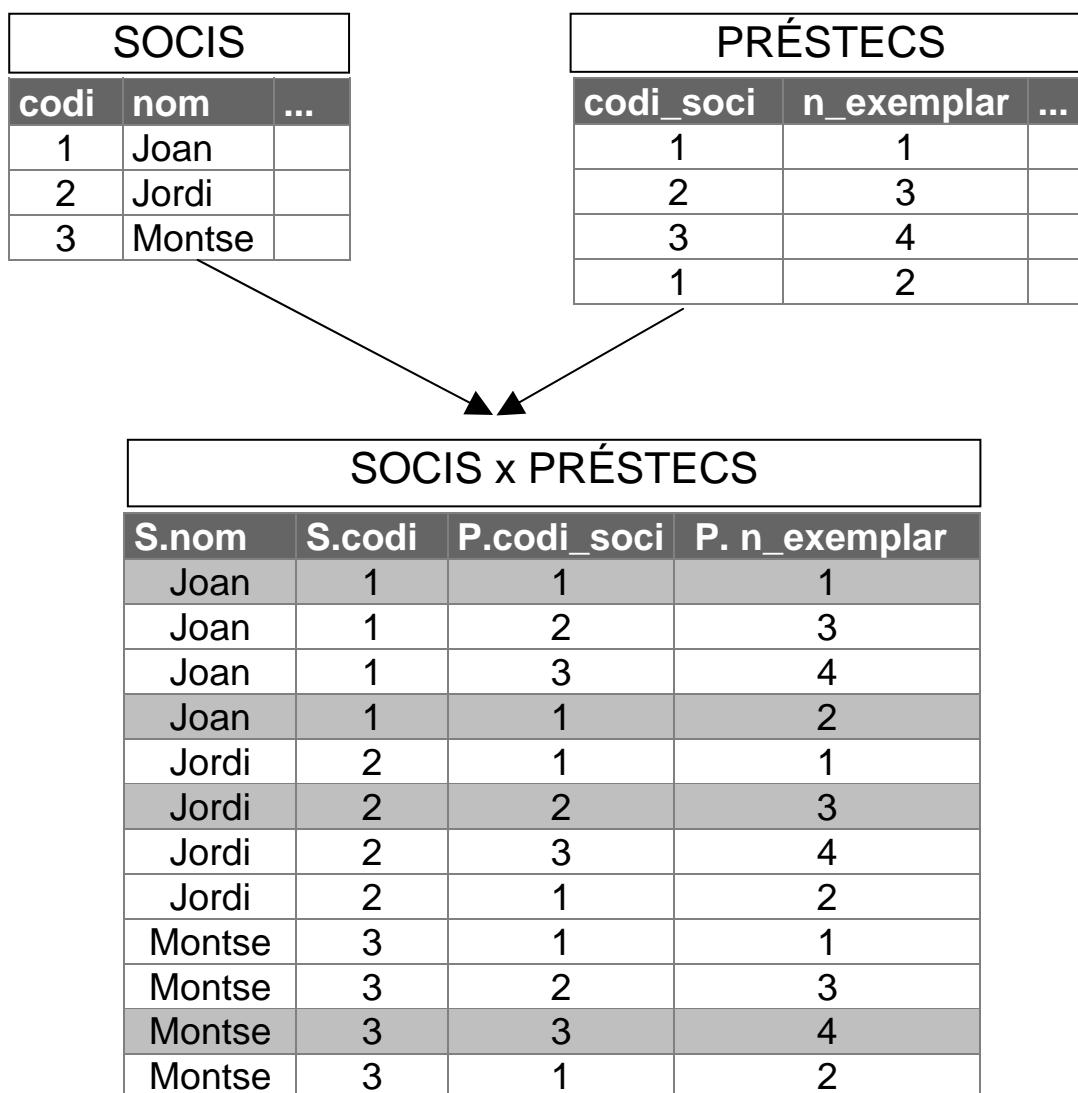 SOCIS
codi nom ...
1 Joan
2 Jordi
3 Montse
PRÉSTECS
codi_soci n_exemplar ...
1 1
2 3
3 4
1 2
SOCIS x PRÉSTECS
S.nom S.codi P.codi_soci P. n_exemplar
Joan 1 1 1
Joan 1 2 3
Joan 1 3 4
Joan 1 1 2
Jordi 2 1 1
Jordi 2 2 3
Jordi 2 3 4
Jordi 2 1 2
Montse 3 1 1
Montse 3 2 3
Montse 3 3 4
Montse 3 1 2